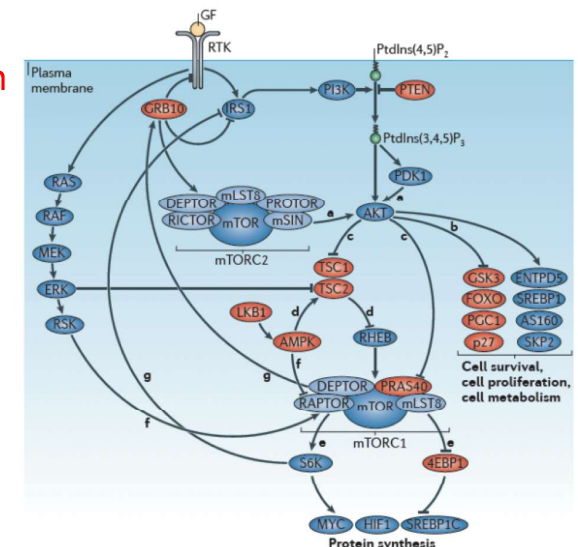 GF
RTK
PtdIns(4,5)P2
Plasma
membrane
GRB10
IRS1
PI3K
PTEN
PtdIns(3,4,5)P3
PDK1
a
RAS
RAF
MEK
ERK
RSK
DEPTOR
mLST8
PROTOR
RICTOR
mTOR
mSIN
mTORC2
a
AKT
b
c
c
TSC1
TSC2
GSK3
ENTPD5
FOXO
SREBP1
PGC1
AS160
p27
SKP2
LKB1
d
d
AMPK
f
RHEB
Cell survival,
cell proliferation,
cell metabolism
g
g
f
DEPTOR
PRAS40
RAPTOR
mTOR
mLST8
mTORC1
e
e
S6K
4EBP1
MYC
HIF1
SREBP1C
Protein synthesis